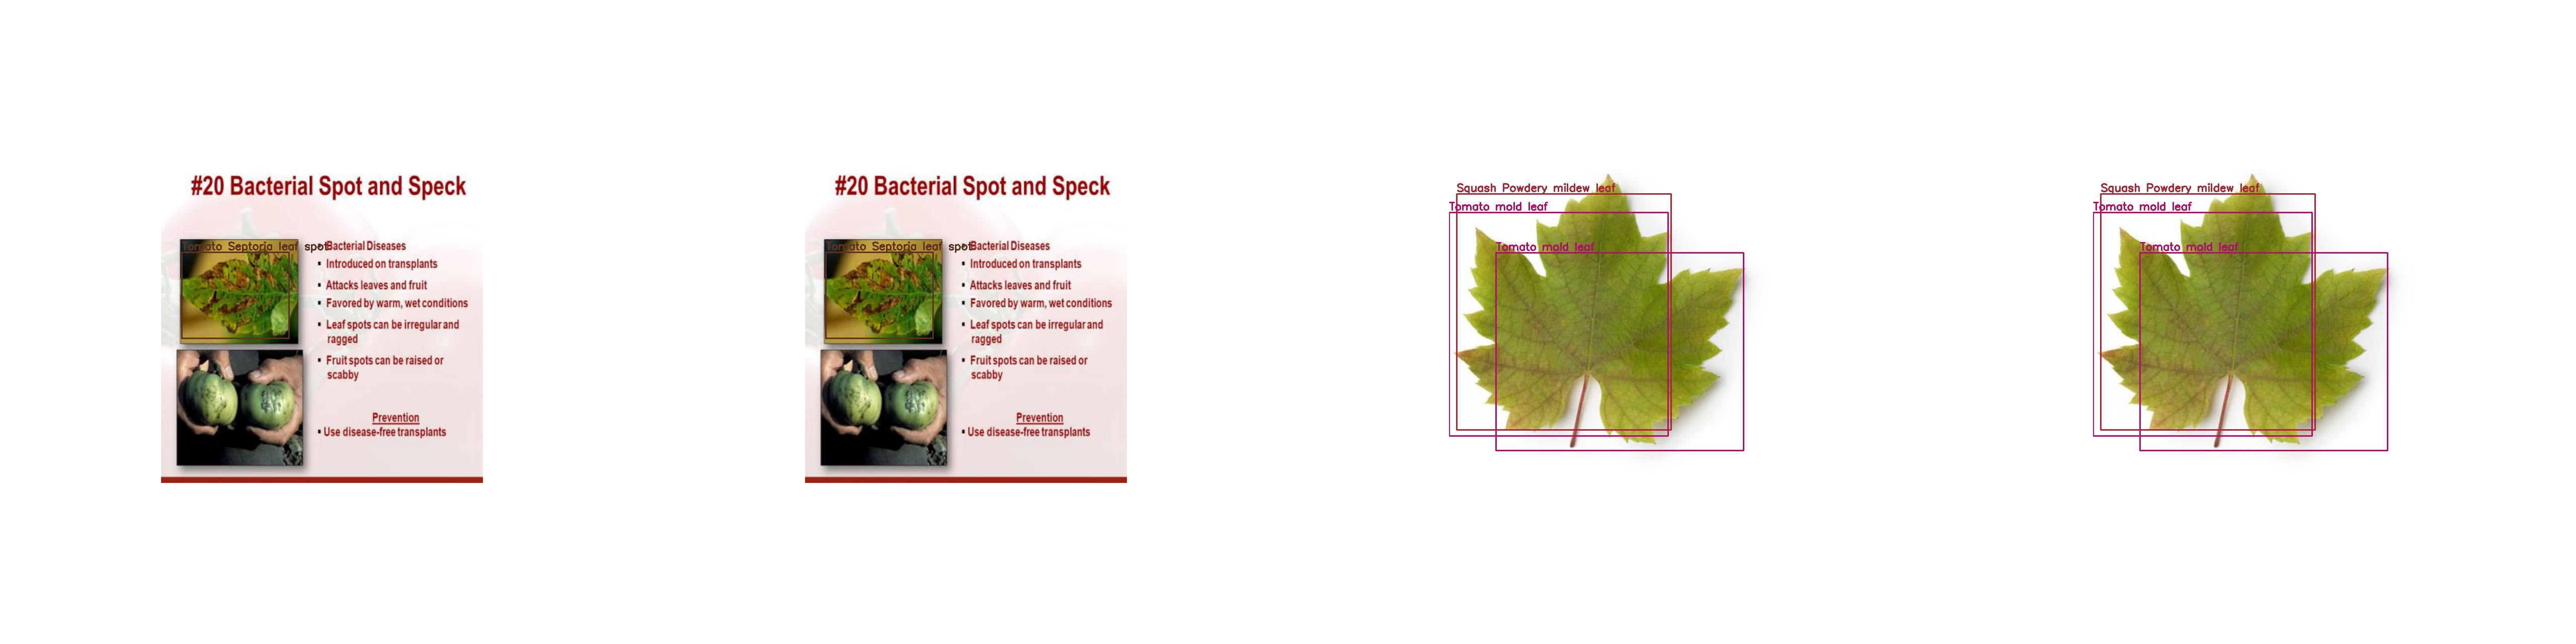 #20 Bacterial Spot and Speck
Tomato Septoria leaf spot
Bacterial Diseases
Introduced on transplants
Attacks leaves and fruit
Favored by warm, wet conditions
Leaf spots can be irregular and
ragged
Fruit spots can be raised or
scabby
Prevention
Use disease-free transplants
#20 Bacterial Spot and Speck
Tomato Septoria leaf spot
Bacterial Diseases
Introduced on transplants
Attacks leaves and fruit
Favored by warm, wet conditions
Leaf spots can be irregular and
ragged
Fruit spots can be raised or
scabby
Prevention
Use disease-free transplants
Squash Powdery mildew leaf
Tomato mold leaf
Tomato mold leaf
Squash Powdery mildew leaf
Tomato mold leaf
Tomato mold leaf